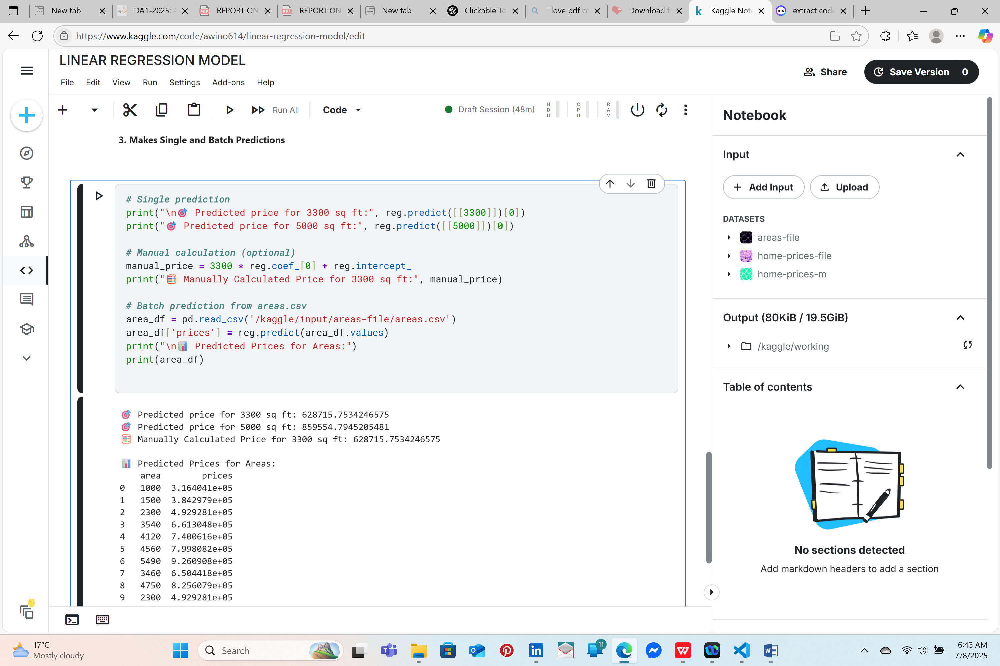 New tab
DA1-2025: A
REPORT ON
REPORT ON
New tab
Clickable To
i love pdf co
Download f
Kaggle Note
extract code
https://www.kaggle.com/code/awino614/linear-regression-model/edit
LINEAR REGRESSION MODEL
File Edit View Run Settings Add-ons Help
Share
Save Version 0
Run All
Code
Draft Session (48m)
HDD
CPU
RAM
3. Makes Single and Batch Predictions
# Single prediction
print("\n🎯 Predicted price for 3300 sq ft:", reg.predict([[3300]])[0])
print("🎯 Predicted price for 5000 sq ft:", reg.predict([[5000]])[0])
# Manual calculation (optional)
manual_price = 3300 * reg.coef_[0] + reg.intercept_
print("🧮 Manually Calculated Price for 3300 sq ft:", manual_price)
# Batch prediction from areas.csv
area_df = pd.read_csv('/kaggle/input/areas-file/areas.csv')
area_df['prices'] = reg.predict(area_df.values)
print("\n📊 Predicted Prices for Areas:")
print(area_df)
🎯 Predicted price for 3300 sq ft: 628715.7534246575
🎯 Predicted price for 5000 sq ft: 859554.7945205481
🧮 Manually Calculated Price for 3300 sq ft: 628715.7534246575
📊 Predicted Prices for Areas:
area prices
0 1000 3.164041e+05
1 1500 3.842979e+05
2 2300 4.929281e+05
3 3540 6.613048e+05
4 4120 7.400616e+05
5 4560 7.998082e+05
6 5490 9.260908e+05
7 3460 6.504418e+05
8 4750 8.256079e+05
9 2300 4.929281e+05
Notebook
Input
Add Input
Upload
DATASETS
areas-file
home-prices-file
home-prices-m
Output (80KiB / 19.5GiB)
/kaggle/working
Table of contents
No sections detected
Add markdown headers to add a section
1
17°C
Mostly cloudy
Search
11
6:43 AM
7/8/2025